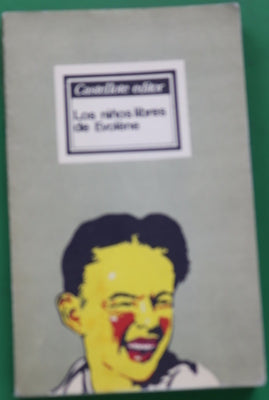 Castellote editor
Los niños libres
de Evolène